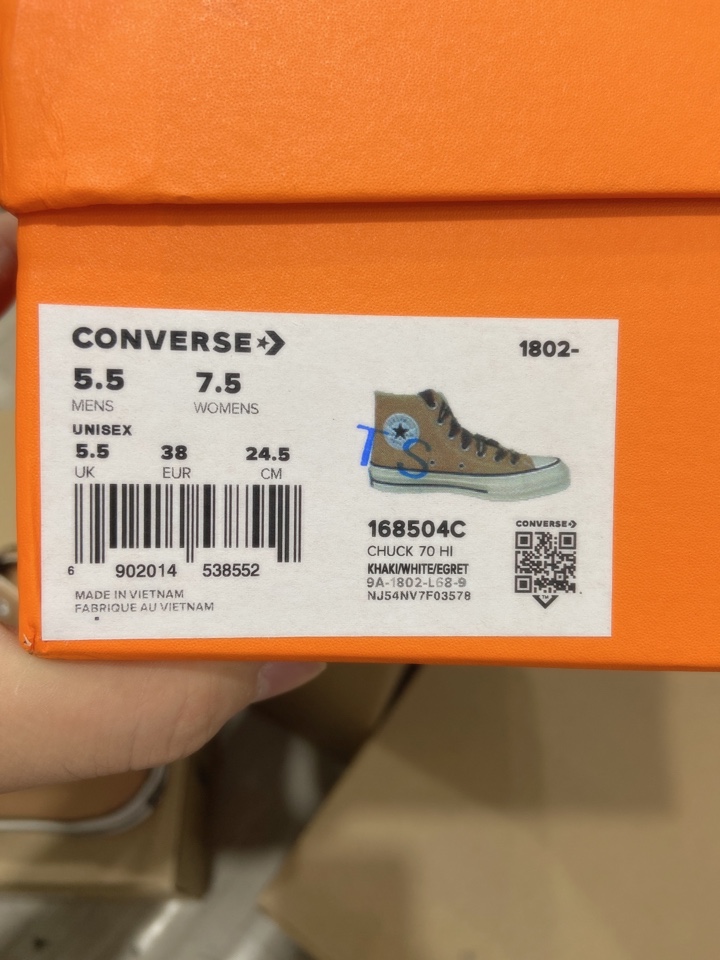 CONVERSE
1802-
5.5 7.5
MENS WOMENS
UNISEX
5.5 38 24.5
UK EUR CM
TS
6 902014 538552
168504C
CHUCK 70 HI
KHAKI/WHITE/EGRET
9A-1802-L68-9
NJ54NV7F03578
CONVERSE
MADE IN VIETNAM
FABRIQUE AU VIETNAM